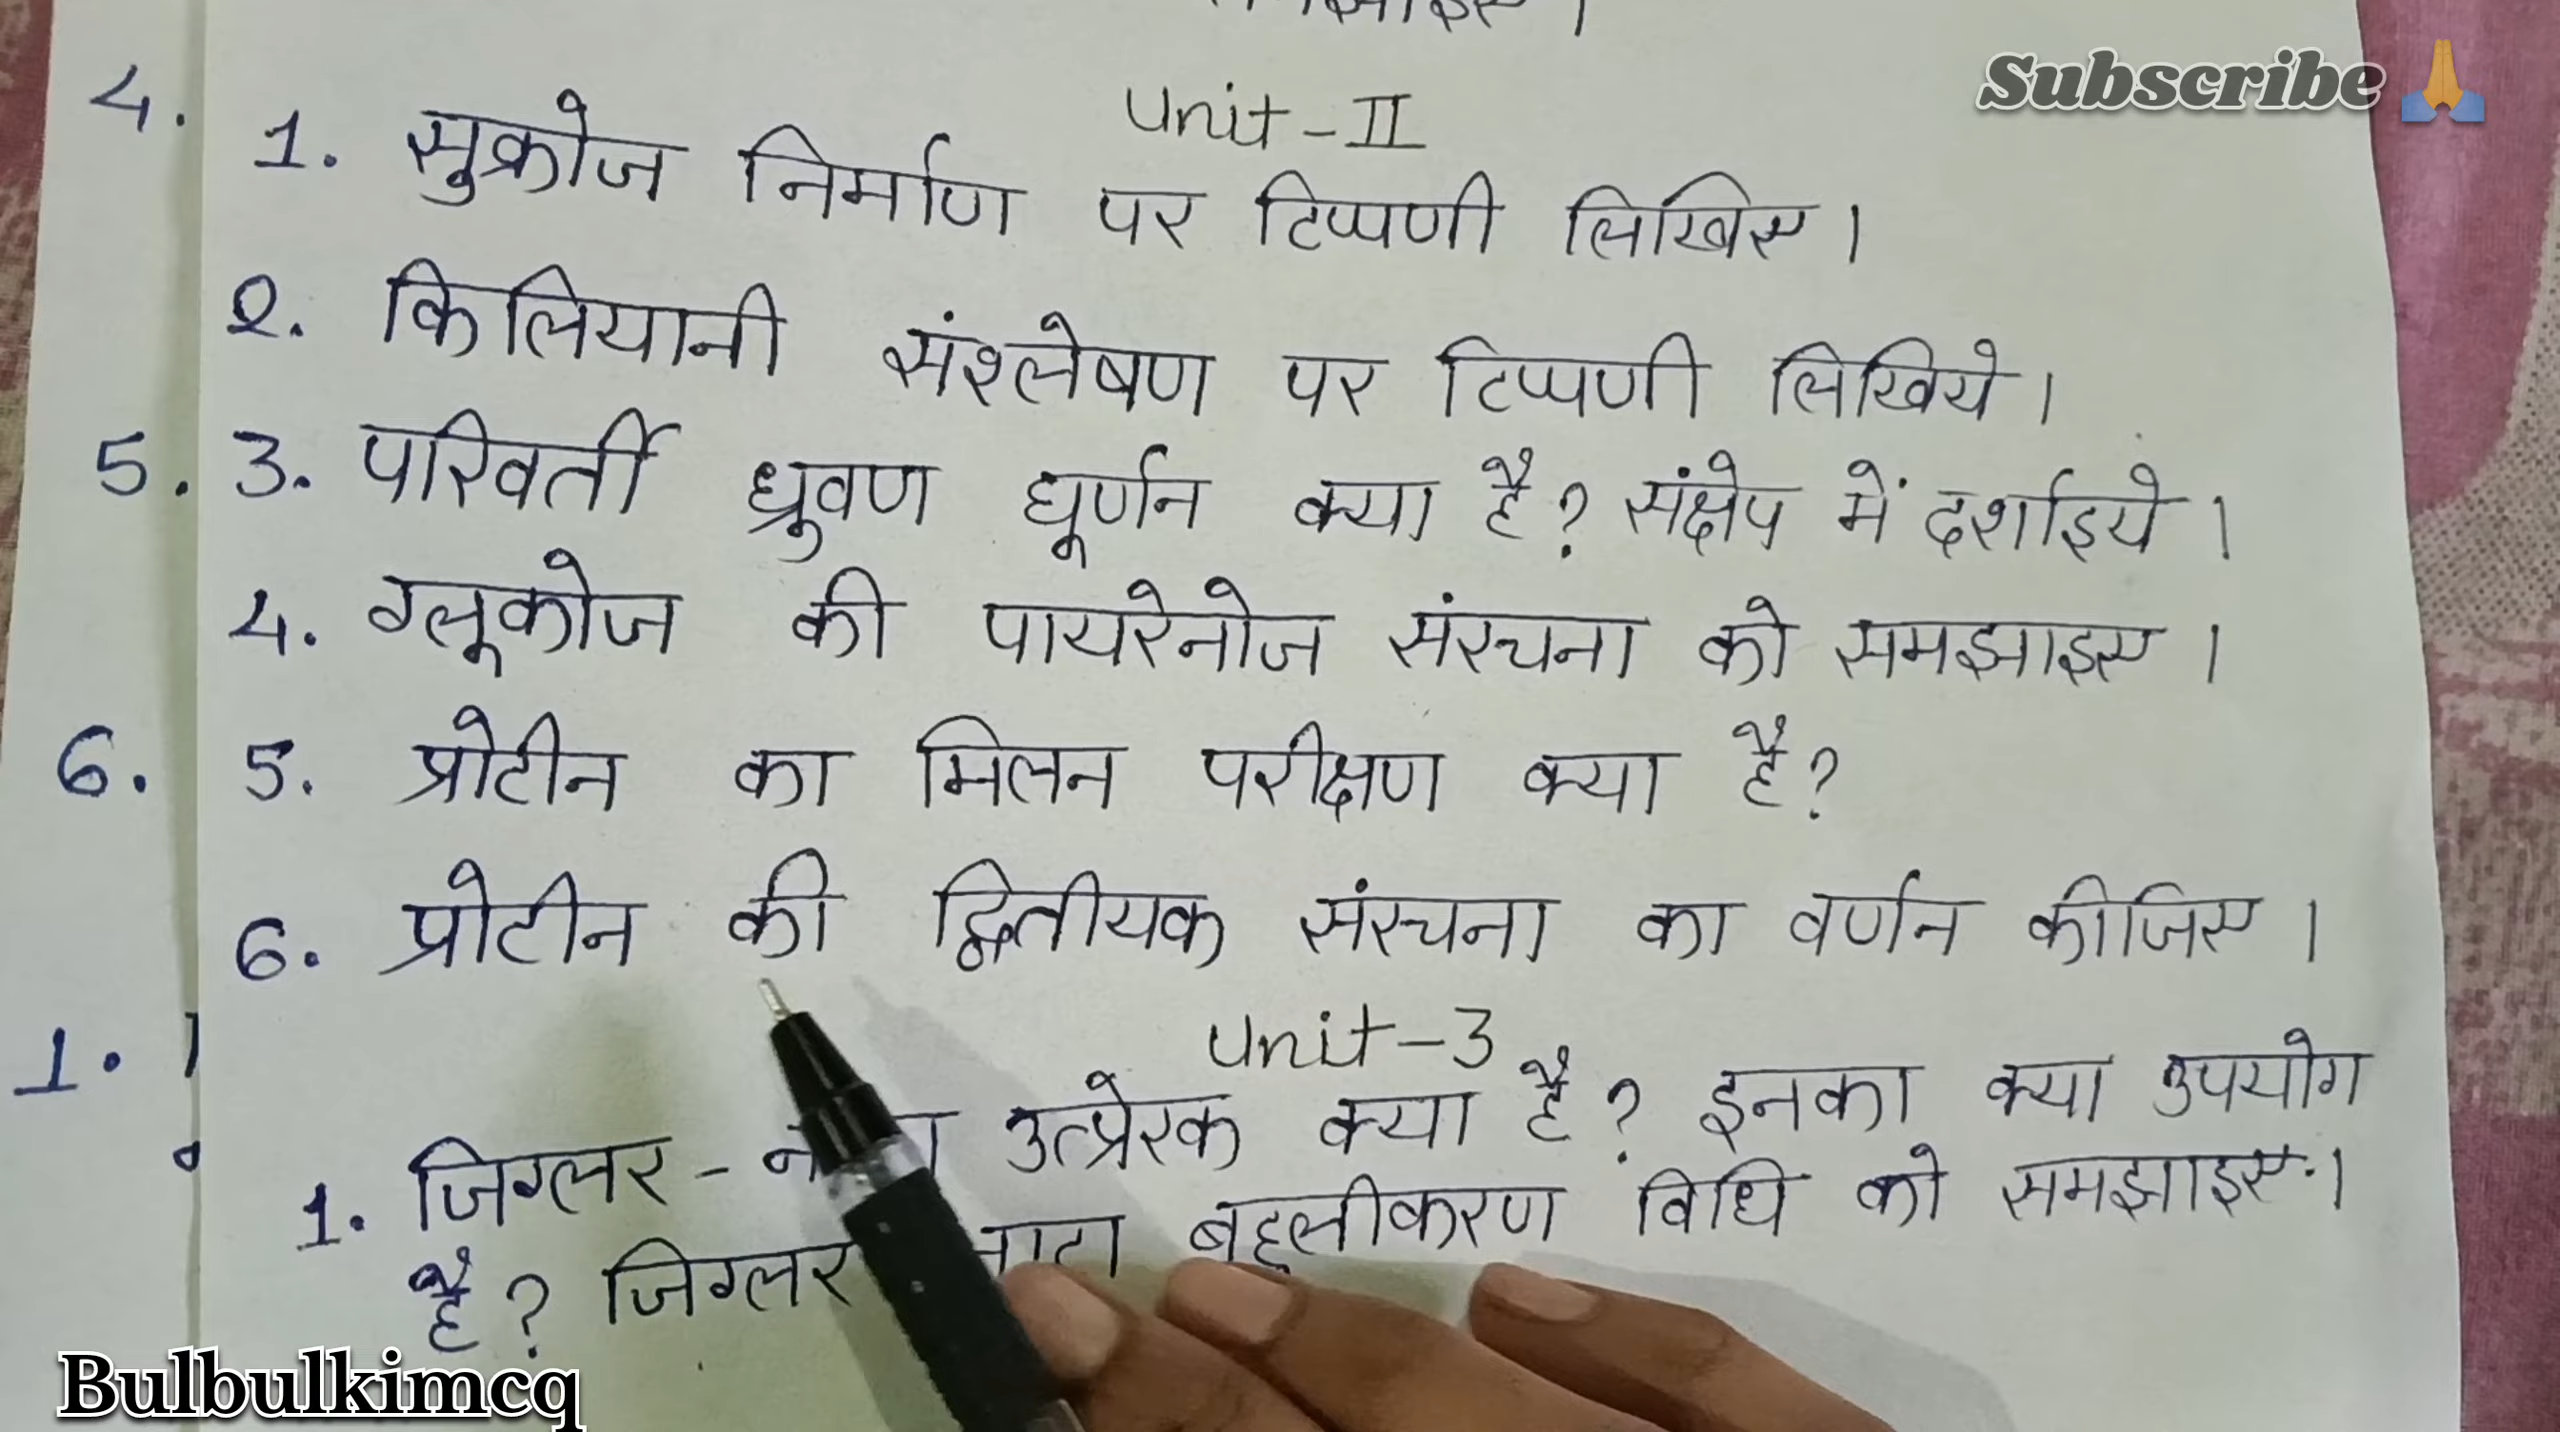 Subscribe 🙏
4.
Unit-II
1. सुक्रोज निर्माण पर टिप्पणी लिखिए।
2. किलियानी संश्लेषण पर टिप्पणी लिखिये।
5. 3. परिवर्ती ध्रुवण घूर्णन क्या है? संक्षेप में दर्शाइये।
4. ग्लूकोज की पायरेनोज संरचना को समझाइए।
6. 5. प्रोटीन का मिलन परीक्षण क्या है?
6. प्रोटीन की द्वितीयक संरचना का वर्णन कीजिए।
1.
Unit-3
1. जिग्लर - उत्प्रेरक क्या है? इनका क्या उपयोग
है? जिग्लर नाटा बहुलीकरण विधि को समझाइए।
Bulbulkimcq